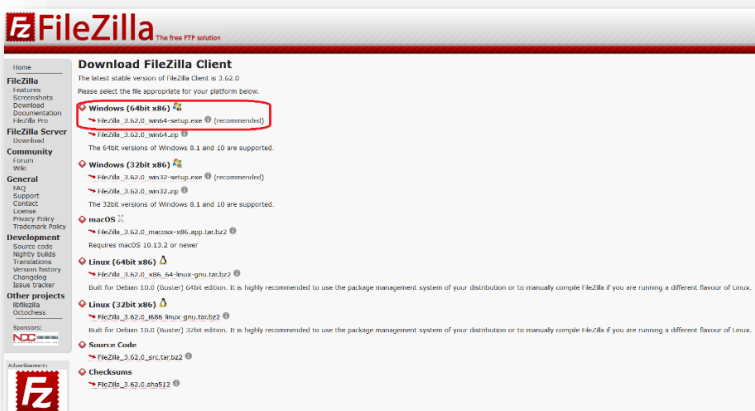 FileZilla The free FTP solution
Home
FileZilla
Features
Screenshots
Download
Documentation
FileZilla Pro
FileZilla Server
Download
Community
Forum
Wiki
General
FAQ
Support
Contact
License
Privacy Policy
Trademark Policy
Development
Source code
Nightly builds
Translations
Version history
Changelog
Issue tracker
Other projects
libfilezilla
Octochess
Sponsors:
Advertisement:
Fz
Download FileZilla Client
The latest stable version of FileZilla Client is 3.62.0
Please select the file appropriate for your platform below.
Windows (64bit x86)
FileZilla_3.62.0_win64-setup.exe (recommended)
FileZilla_3.62.0_win64.zip
The 64bit versions of Windows 8.1 and 10 are supported.
Windows (32bit x86)
FileZilla_3.62.0_win32-setup.exe (recommended)
FileZilla_3.62.0_win32.zip
The 32bit versions of Windows 8.1 and 10 are supported.
macOS
FileZilla_3.62.0_macosx-x86.app.tar.bz2
Requires macOS 10.13.2 or newer
Linux (64bit x86)
FileZilla_3.62.0_x86_64-linux-gnu.tar.bz2
Built for Debian 10.0 (Buster) 64bit edition. It is highly recommended to use the package management system of your distribution or to manually compile FileZilla if you are running a different flavour of Linux.
Linux (32bit x86)
FileZilla_3.62.0_i686-linux-gnu.tar.bz2
Built for Debian 10.0 (Buster) 32bit edition. It is highly recommended to use the package management system of your distribution or to manually compile FileZilla if you are running a different flavour of Linux.
Source Code
FileZilla_3.62.0_src.tar.bz2
Checksums
FileZilla_3.62.0.sha512